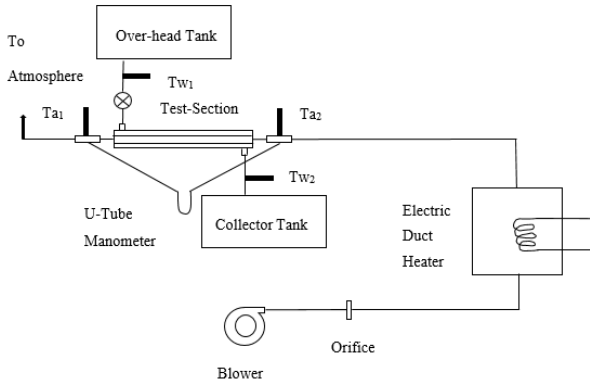 Over-head Tank
To
Atmosphere
Tw1
Test-Section
Ta1
Ta2
Tw2
U-Tube
Manometer
Collector Tank
Electric
Duct
Heater
Orifice
Blower